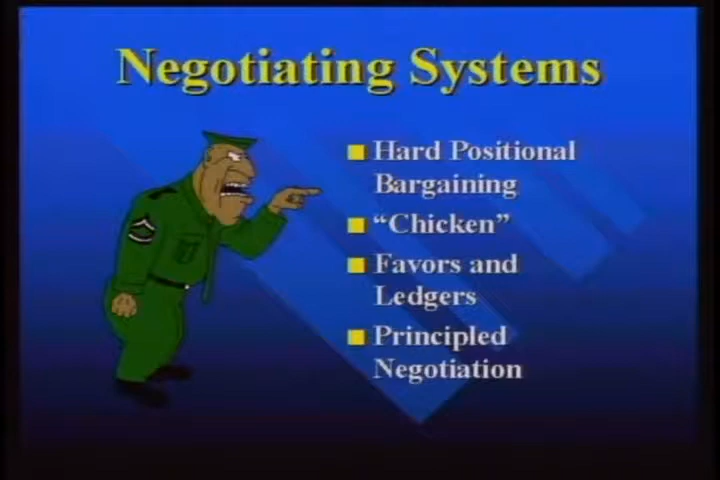 Negotiating Systems
Hard Positional
Bargaining
“Chicken”
Favors and
Ledgers
Principled
Negotiation